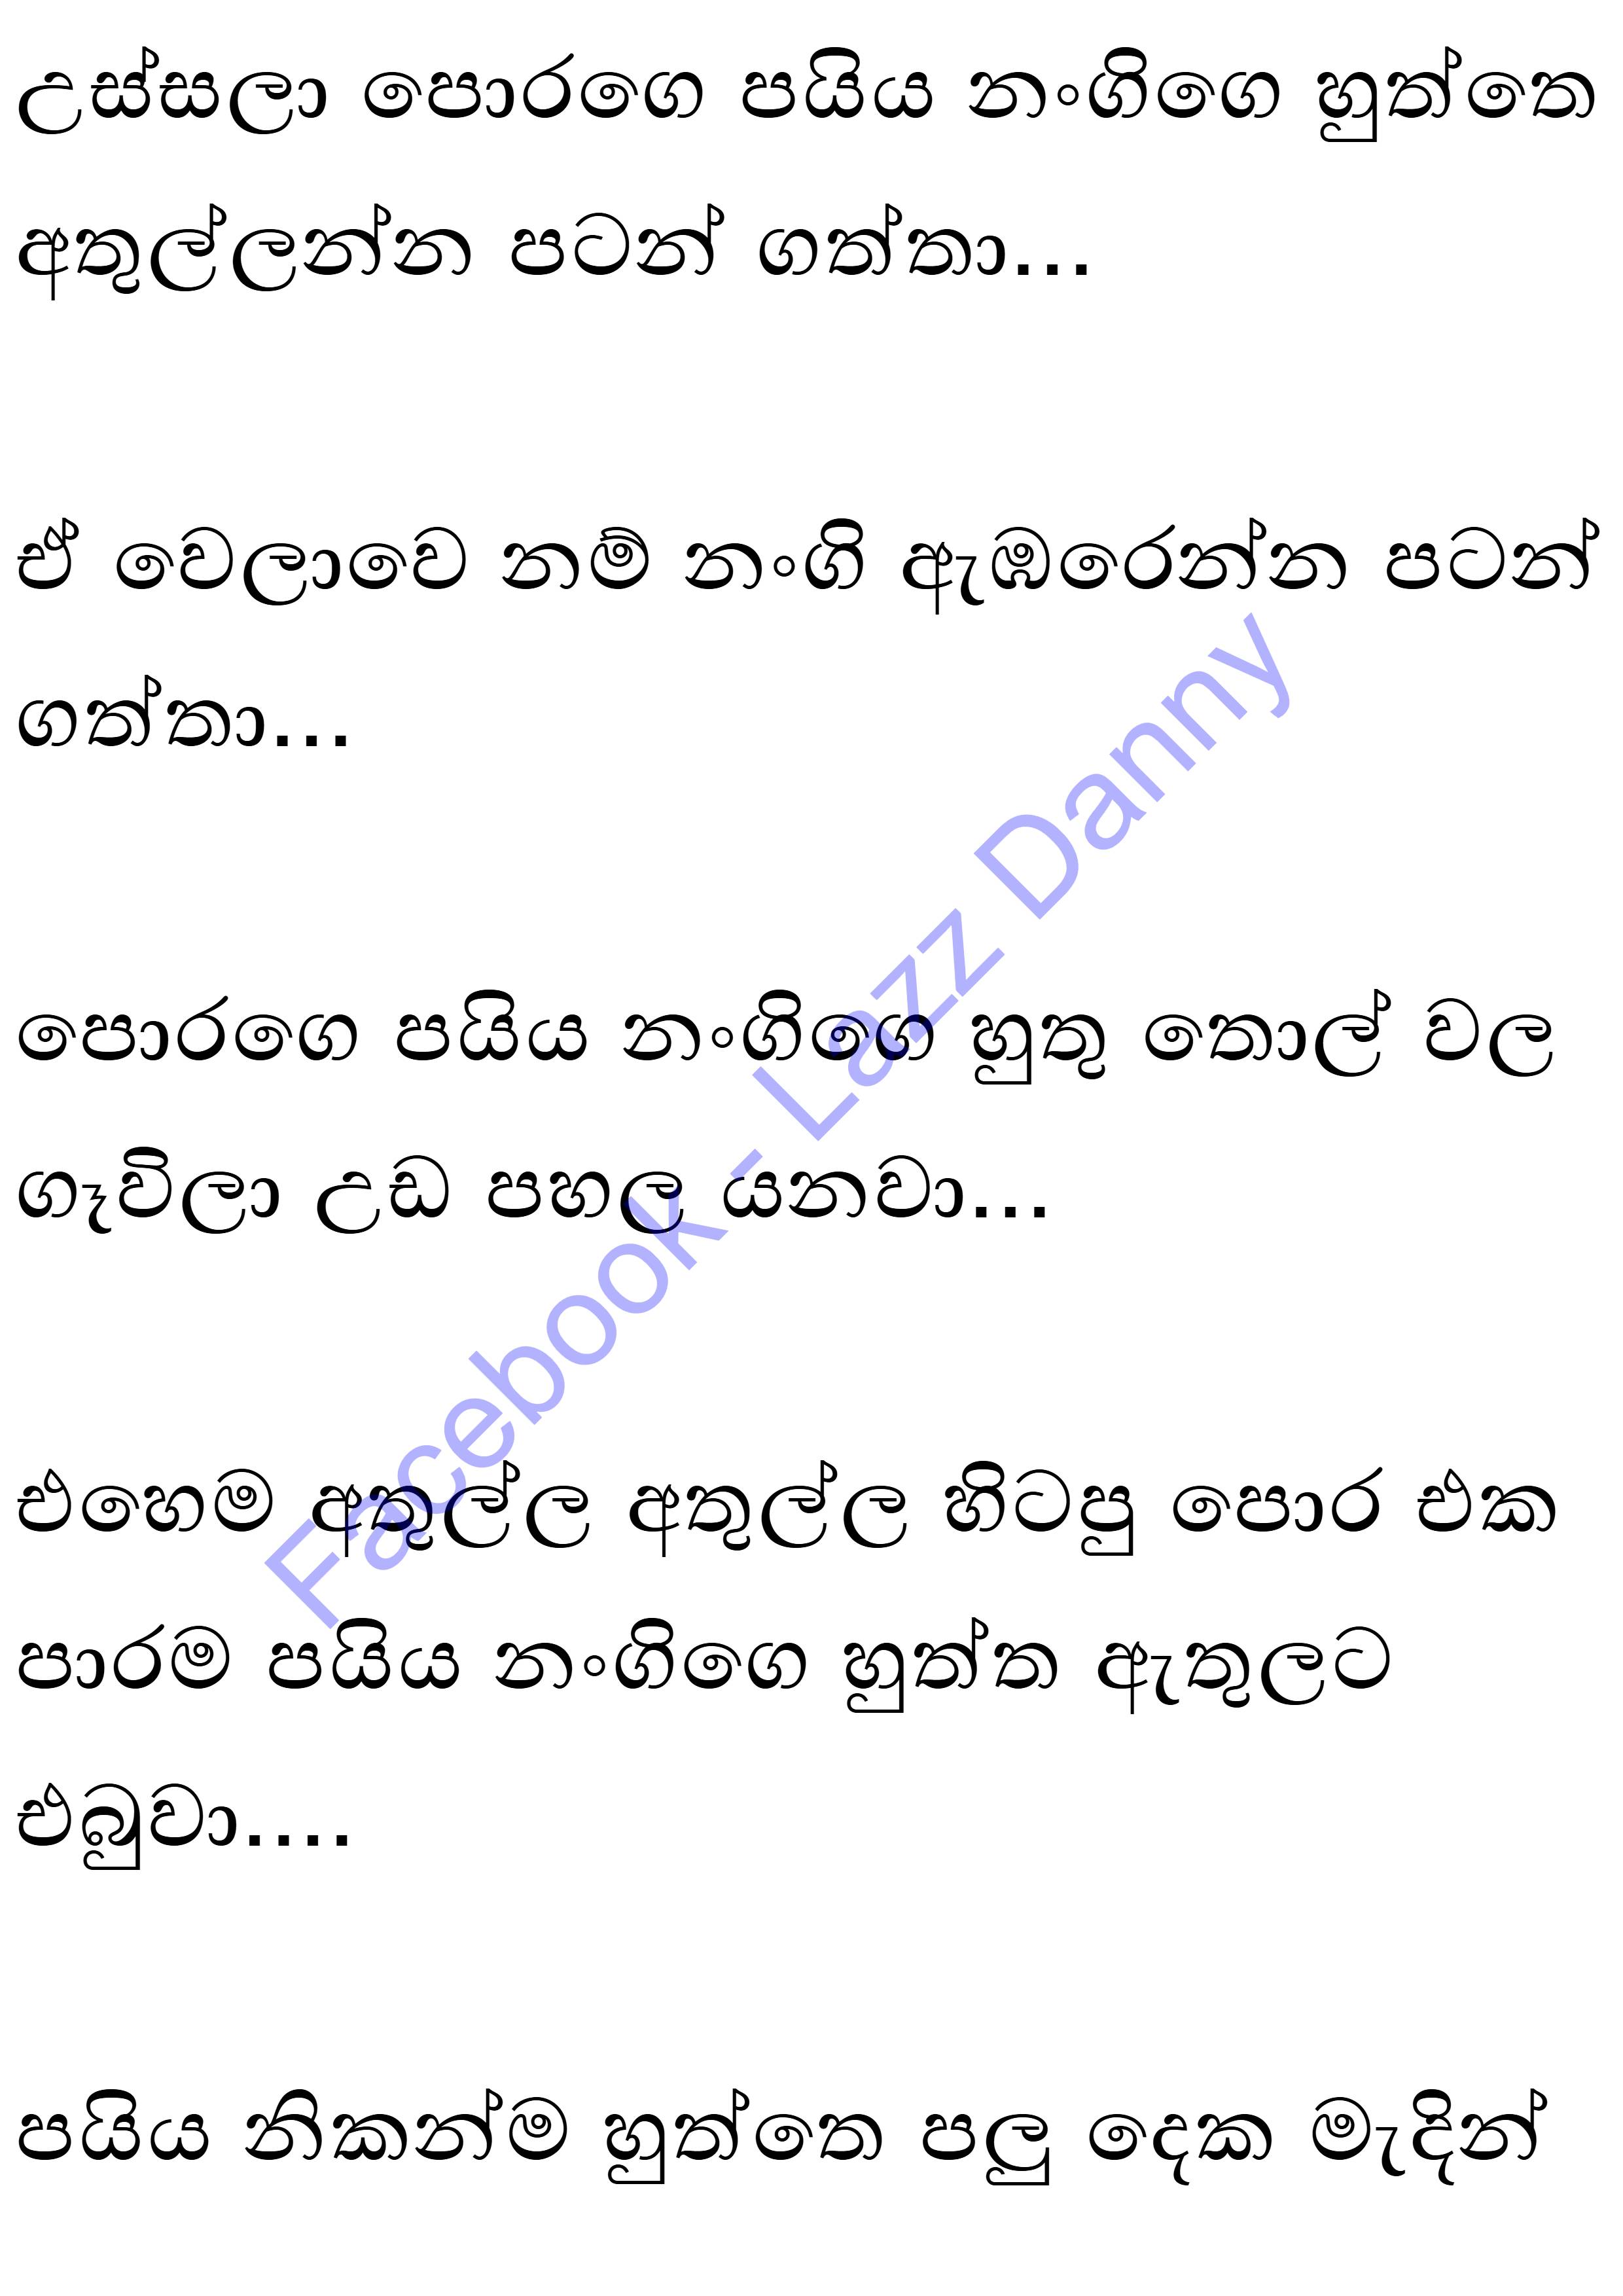 උස්සලා පොරගෙ පයිය නංගිගෙ හුත්තෙ
අතුල්ලන්න පටන් ගත්තා...
ඒ වෙලාවෙ නම් නංගි ඇඹරෙන්න පටන්
ගත්තා...
පොරගෙ පයිය නංගිගෙ හුතු තොල් වල
ගෑවිලා උඩ පහල යනවා...
එහෙම අතුල්ල අතුල්ල හිටපු පොර එක
පාරම පයිය නංගිගෙ හුත්ත ඇතුලට
එබුවා....
පයිය නිකන්ම හුත්තෙ පලු දෙක මැදින්
Facebook - Lazz Danny